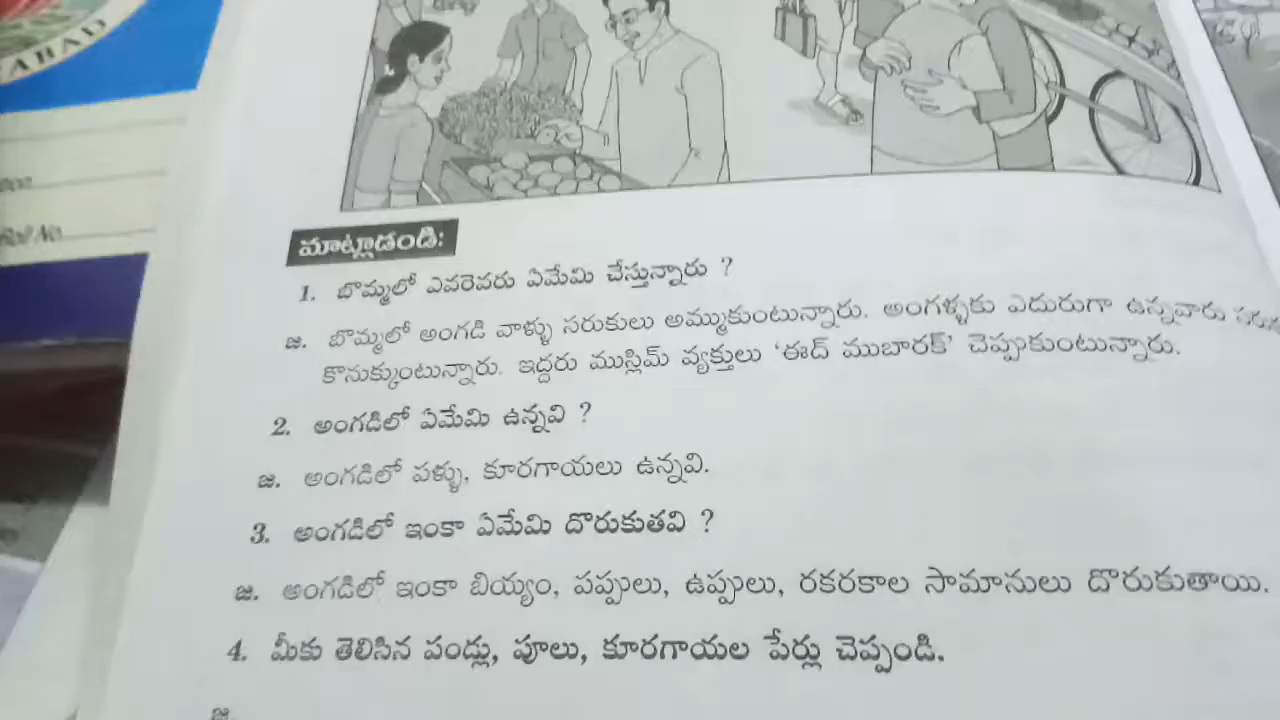 ABAD
మాట్లాడండి:
1. బొమ్మలో ఎవరెవరు ఏమేమి చేస్తున్నారు ?
జ. బొమ్మలో అంగడి వాళ్ళు సరుకులు అమ్ముకుంటున్నారు. అంగళ్ళకు ఎదురుగా ఉన్నవారు
కొనుక్కుంటున్నారు. ఇద్దరు ముస్లిమ్ వ్యక్తులు 'ఈద్ ముబారక్' చెప్పుకుంటున్నారు.
2. అంగడిలో ఏమేమి ఉన్నవి ?
జ. అంగడిలో పళ్ళు, కూరగాయలు ఉన్నవి.
3. అంగడిలో ఇంకా ఏమేమి దొరుకుతవి ?
జ. అంగడిలో ఇంకా బియ్యం, పప్పులు, ఉప్పులు, రకరకాల సామానులు దొరుకుతాయి.
4. మీకు తెలిసిన పండ్లు, పూలు, కూరగాయల పేర్లు చెప్పండి.
జ.